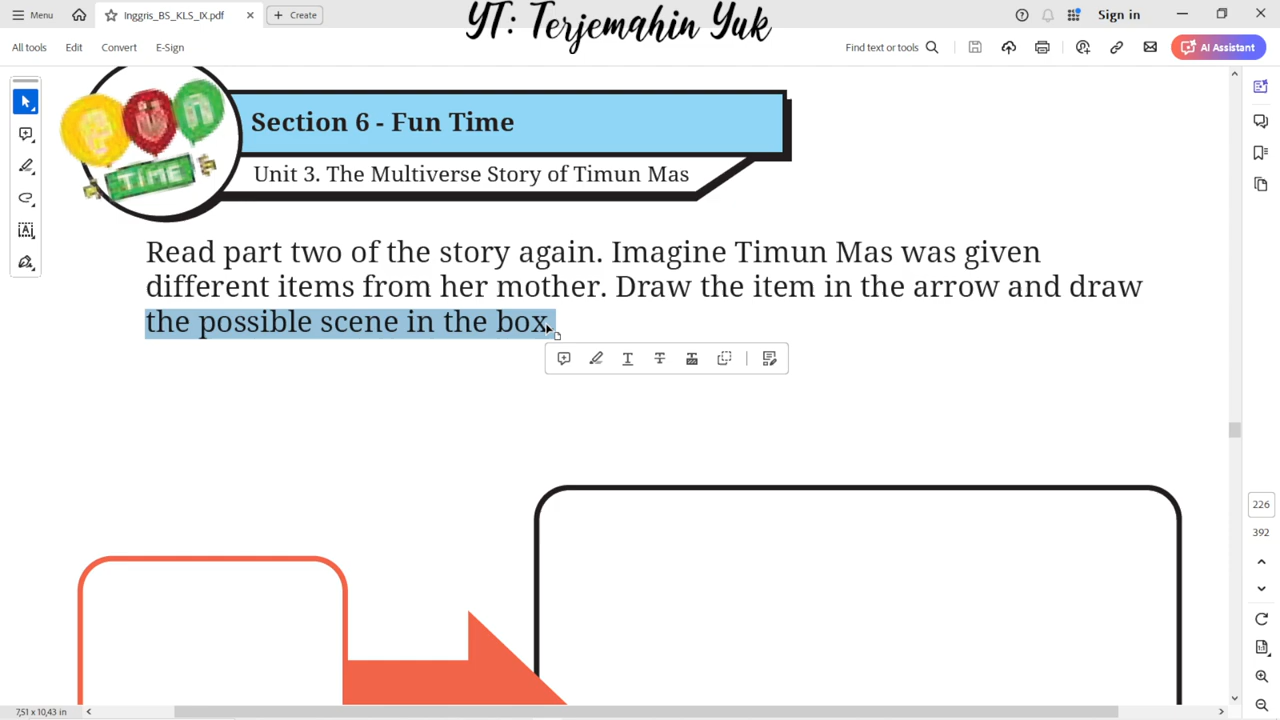 Menu
Inggris_BS_KLS_IX.pdf
Create
YT: Terjemahin Yuk
Sign in
All tools
Edit
Convert
E-Sign
Find text or tools
AI Assistant
FUN
TIME
Section 6 - Fun Time
Unit 3. The Multiverse Story of Timun Mas
Read part two of the story again. Imagine Timun Mas was given
different items from her mother. Draw the item in the arrow and draw
the possible scene in the box.
226
392
7,51 x 10,43 in